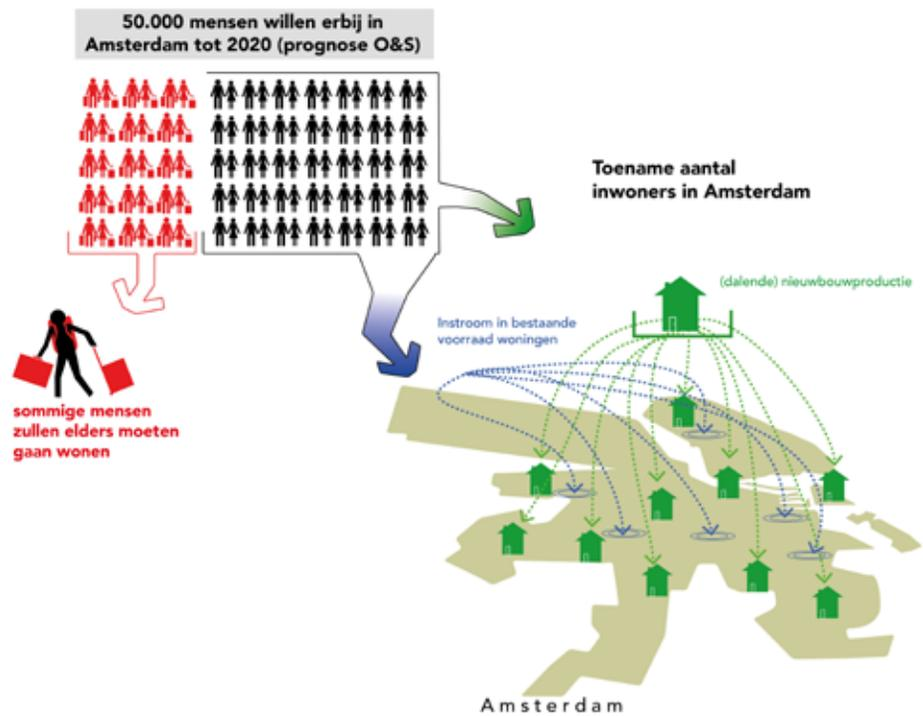 50.000 mensen willen erbij in
Amsterdam tot 2020 (prognose O&S)
Toename aantal
inwoners in Amsterdam
(dalende) nieuwbouwproductie
Instroom in bestaande
voorraad woningen
sommige mensen
zullen elders moeten
gaan wonen
Amsterdam